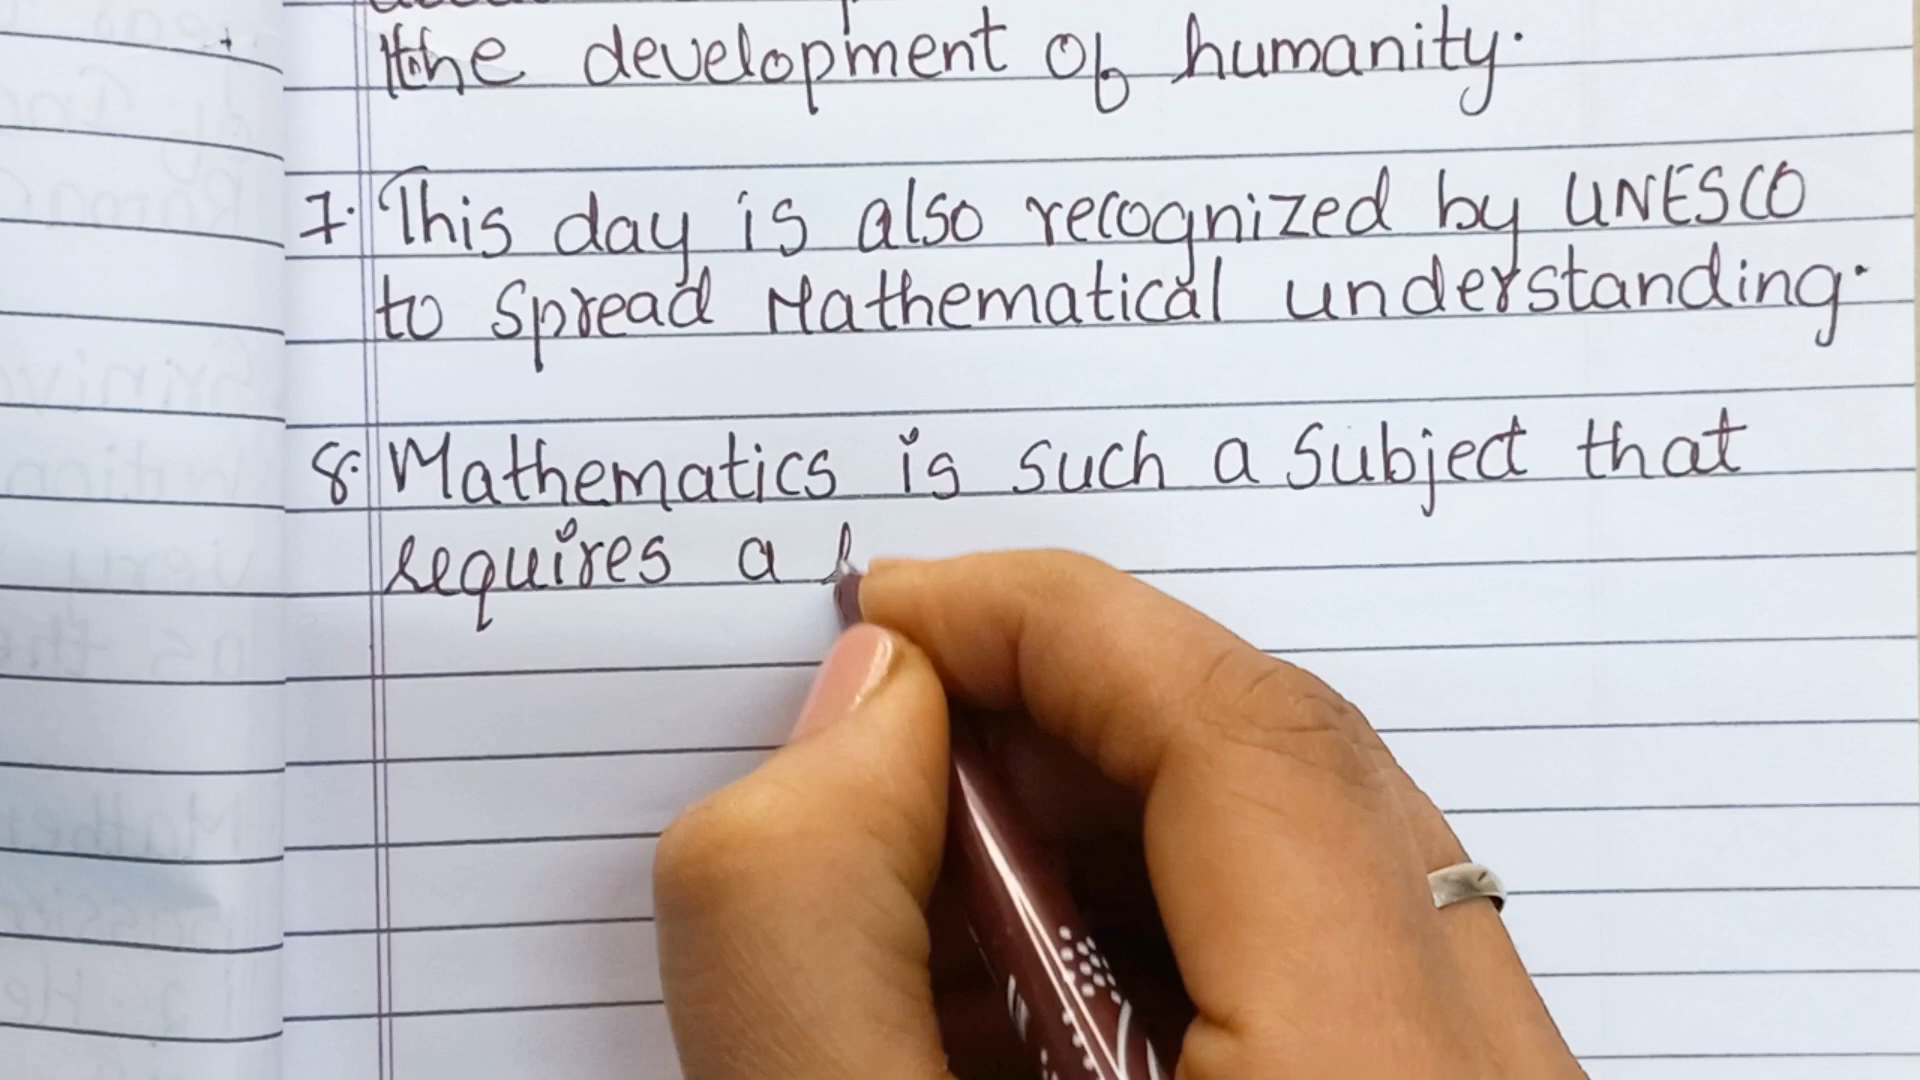 the development of humanity.
7. This day is also recognized by UNESCO
to spread Mathematical understanding.
8. Mathematics is such a subject that
requires a